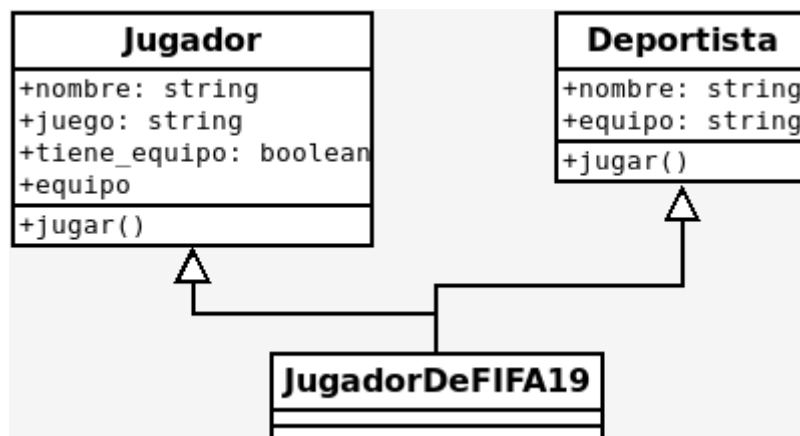 Jugador
+nombre: string
+juego: string
+tiene_equipo: boolean
+equipo
+jugar()
Deportista
+nombre: string
+equipo: string
+jugar()
JugadorDeFIFA19